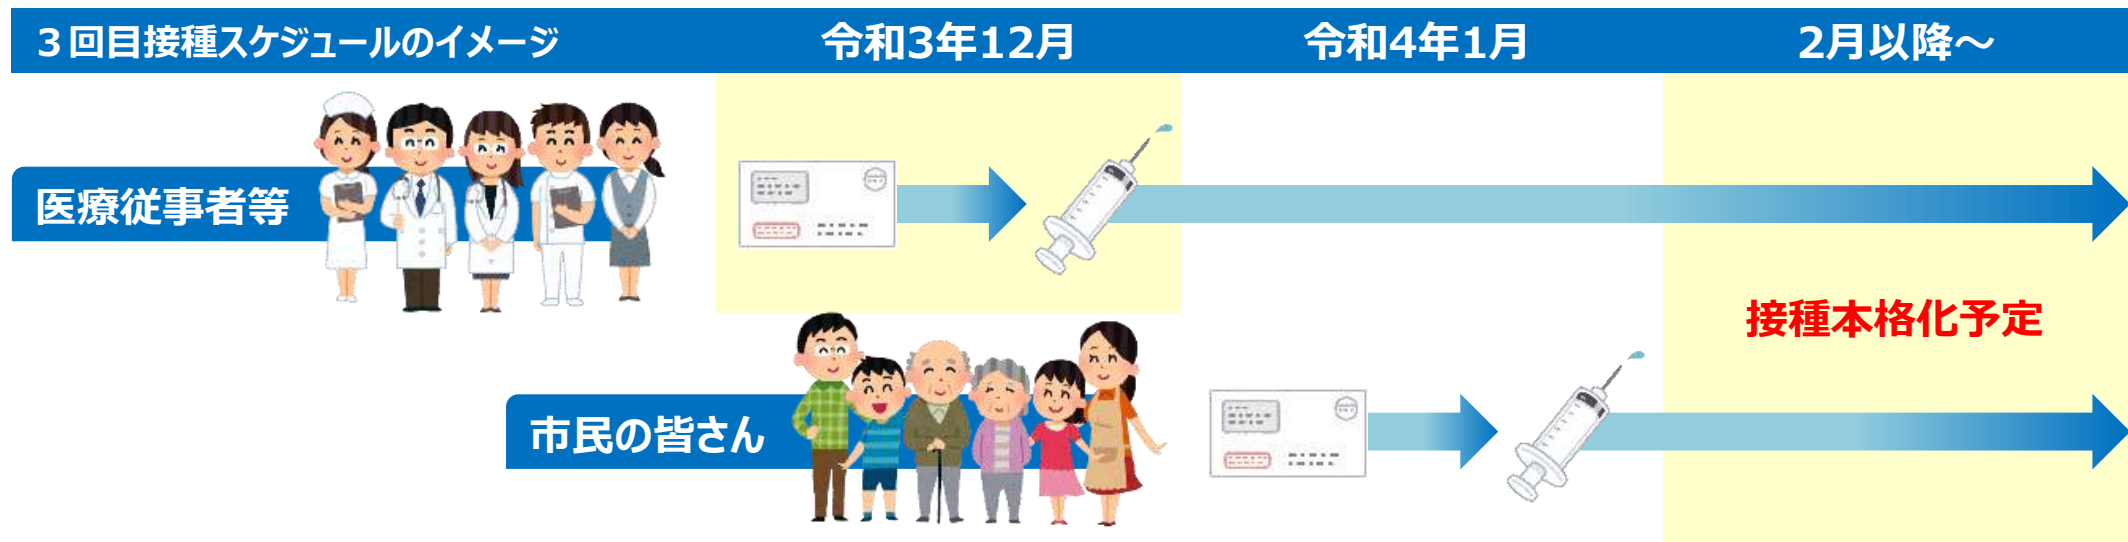 ３回目接種スケジュールのイメージ
令和3年12月
令和4年1月
2月以降～
医療従事者等
接種本格化予定
市民の皆さん